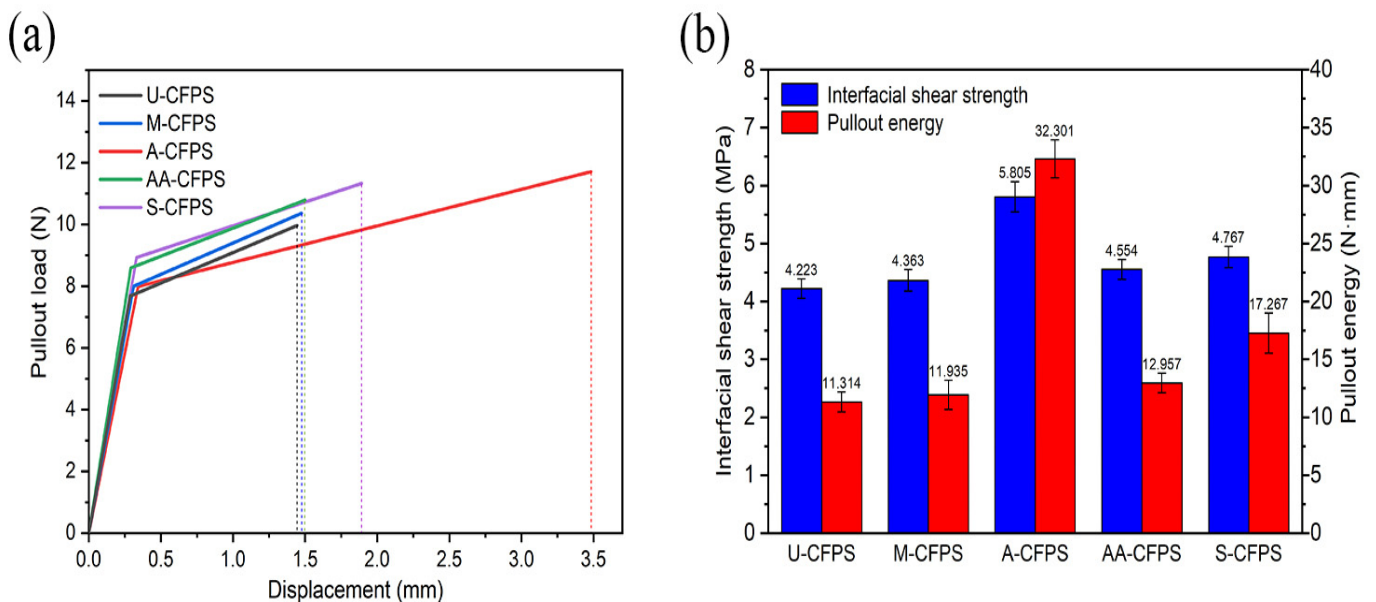 (a)
Pullout load (N)
14
12
10
8
6
4
2
0
U-CFPS
M-CFPS
A-CFPS
AA-CFPS
S-CFPS
0.0 0.5 1.0 1.5 2.0 2.5 3.0 3.5
Displacement (mm)
(b)
Interfacial shear strength (MPa)
8
7
6
5
4
3
2
1
0
Interfacial shear strength
Pullout energy
4.223
11.314
4.363
11.935
5.805
32.301
4.554
12.957
4.767
17.267
U-CFPS M-CFPS A-CFPS AA-CFPS S-CFPS
40
35
30
25
20
15
10
5
0
Pullout energy (N·mm)